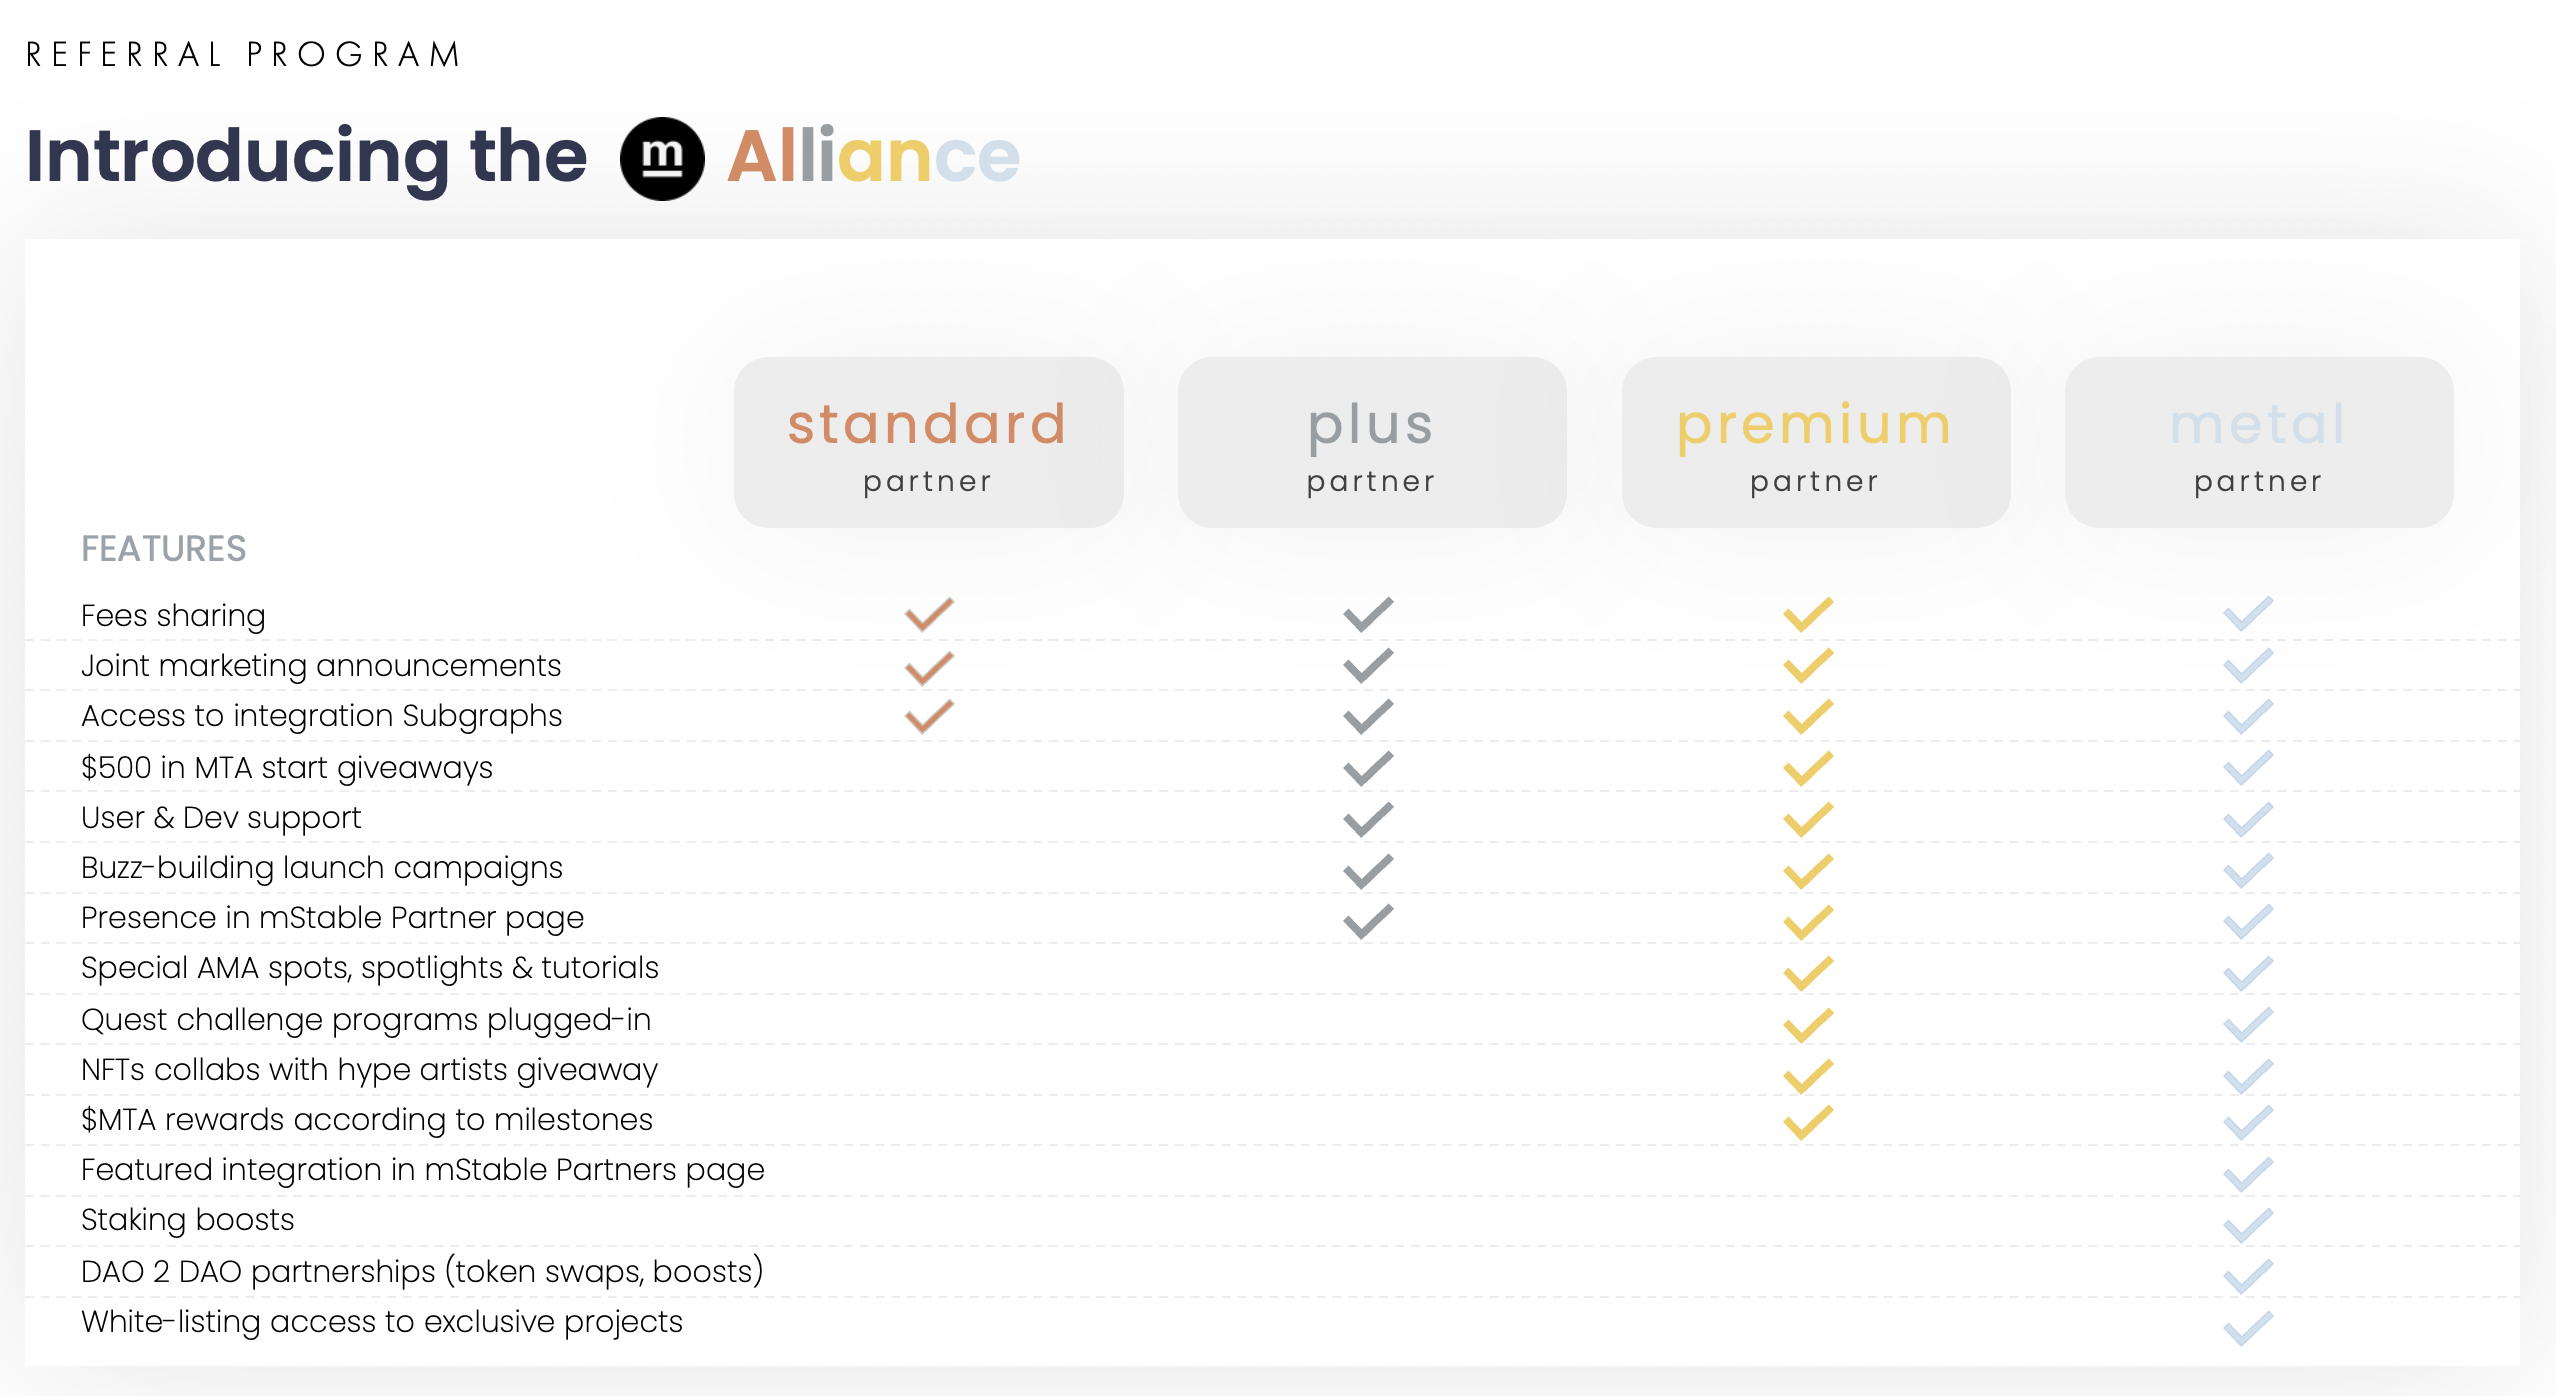 REFERRAL PROGRAM
Introducing the m Alliance
standard plus premium metal
partner partner partner partner
FEATURES
Fees sharing
Joint marketing announcements
Access to integration Subgraphs
$500 in MTA start giveaways
User & Dev support
Buzz-building launch campaigns
Presence in mStable Partner page
Special AMA spots, spotlights & tutorials
Quest challenge programs plugged-in
NFTs collabs with hype artists giveaway
$MTA rewards according to milestones
Featured integration in mStable Partners page
Staking boosts
DAO 2 DAO partnerships (token swaps, boosts)
White-listing access to exclusive projects